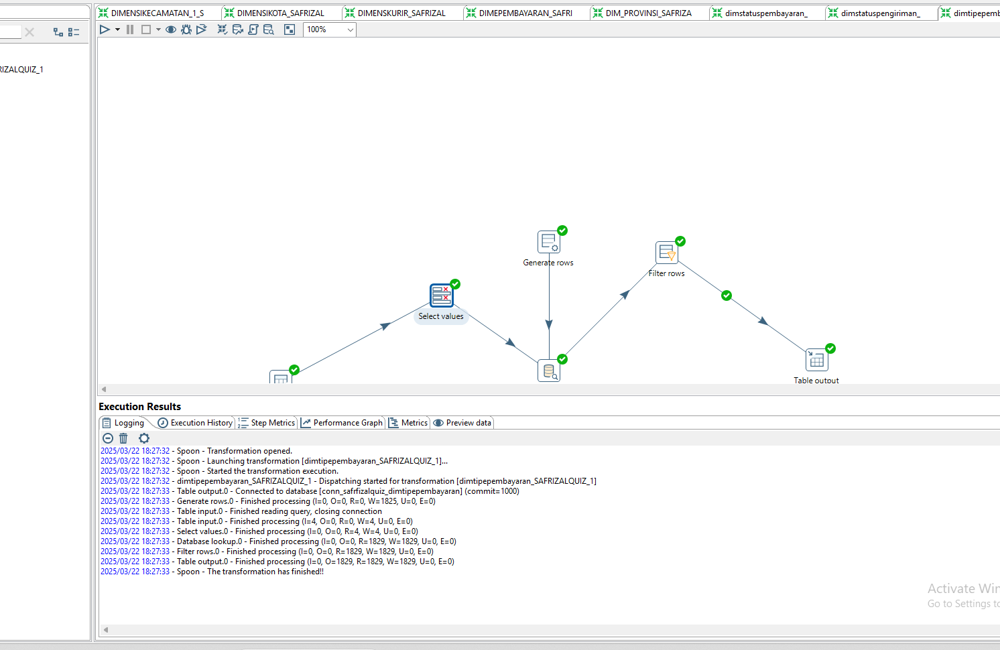 DIMENSIKECAMATAN_1_S DIMENSIKOTA_SAFRIZAL DIMENSKURIR_SAFRIZAL DIMEPEMBAYARAN_SAFRI DIM_PROVINSI_SAFRIZA dimstatuspembayaran_ dimstatuspengiriman_ dimtipepemb
100%
RIZALQUIZ_1
Generate rows
Filter rows
Select values
Table output
Execution Results
Logging Execution History Step Metrics Performance Graph Metrics Preview data
2025/03/22 18:27:32 - Spoon - Transformation opened.
2025/03/22 18:27:32 - Spoon - Launching transformation [dimtipepembayaran_SAFRIZALQUIZ_1]...
2025/03/22 18:27:32 - Spoon - Started the transformation execution.
2025/03/22 18:27:32 - dimtipepembayaran_SAFRIZALQUIZ_1 - Dispatching started for transformation [dimtipepembayaran_SAFRIZALQUIZ_1]
2025/03/22 18:27:33 - Table output.0 - Connected to database [conn_safrfizalquiz_dimtipepembayaran] (commit=1000)
2025/03/22 18:27:33 - Generate rows.0 - Finished processing (I=0, O=0, R=0, W=1825, U=0, E=0)
2025/03/22 18:27:33 - Table input.0 - Finished reading query, closing connection
2025/03/22 18:27:33 - Table input.0 - Finished processing (I=4, O=0, R=0, W=4, U=0, E=0)
2025/03/22 18:27:33 - Select values.0 - Finished processing (I=0, O=0, R=4, W=4, U=0, E=0)
2025/03/22 18:27:33 - Database lookup.0 - Finished processing (I=0, O=0, R=1829, W=1829, U=0, E=0)
2025/03/22 18:27:33 - Filter rows.0 - Finished processing (I=0, O=0, R=1829, W=1829, U=0, E=0)
2025/03/22 18:27:33 - Table output.0 - Finished processing (I=0, O=1829, R=1829, W=1829, U=0, E=0)
2025/03/22 18:27:33 - Spoon - The transformation has finished!!
Activate Win
Go to Settings to